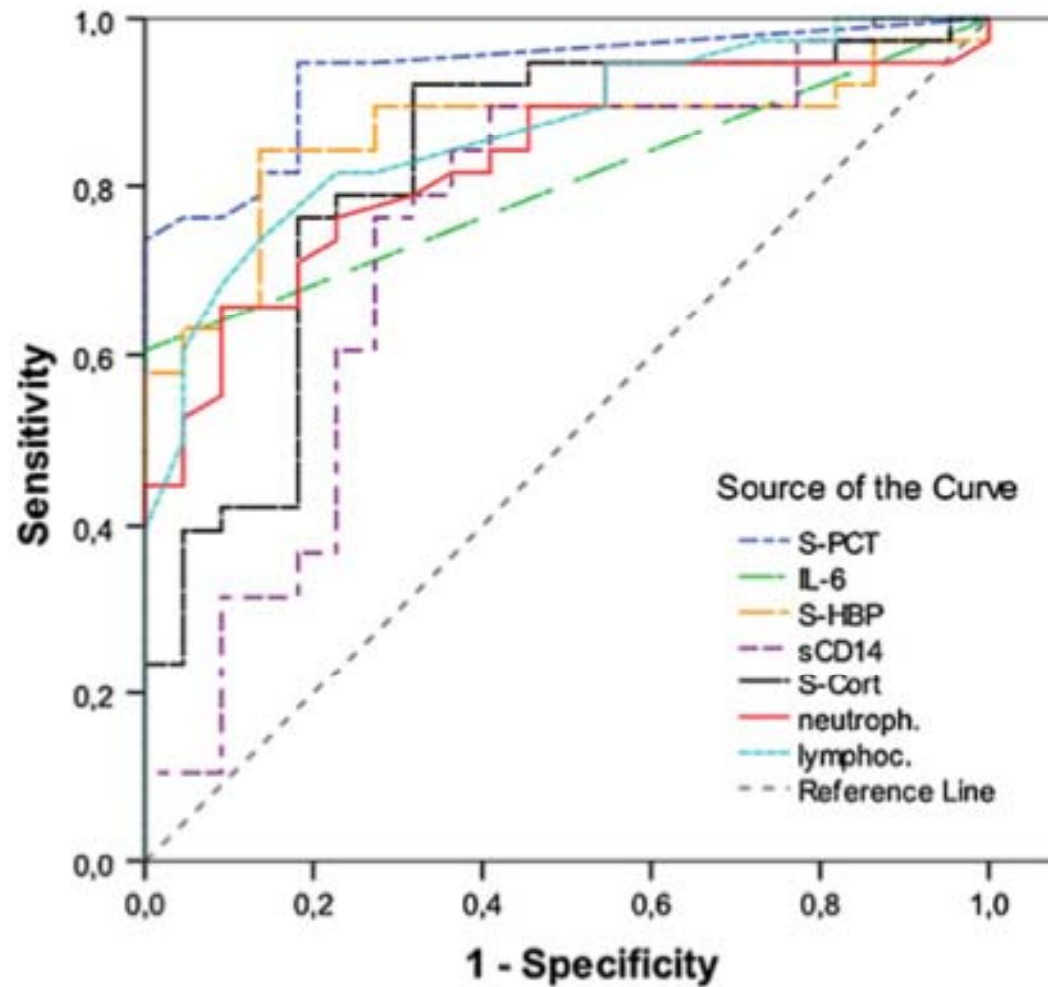 1,0
0,8
0,6
0,4
0,2
0,0
Sensitivity
Source of the Curve
S-PCT
IL-6
S-HBP
sCD14
S-Cort
neutroph.
lymphoc.
Reference Line
0,0 0,2 0,4 0,6 0,8 1,0
1 - Specificity